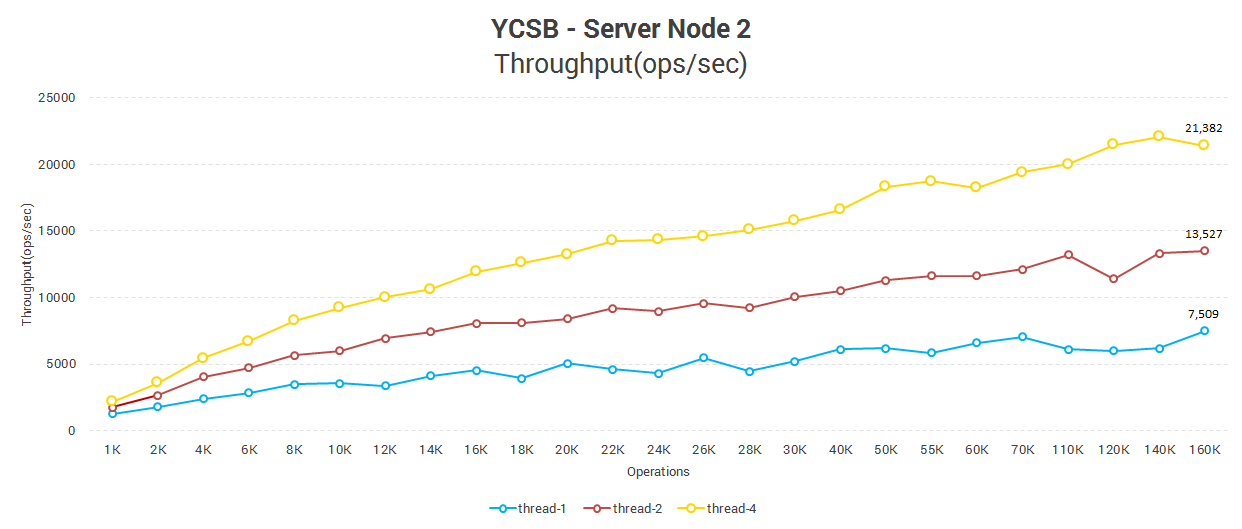 YCSB - Server Node 2
Throughput(ops/sec)
25000
20000
15000
10000
5000
0
Throughput(ops/sec)
21,382
13,527
7,509
1K 2K 4K 6K 8K 10K 12K 14K 16K 18K 20K 22K 24K 26K 28K 30K 40K 50K 55K 60K 70K 110K 120K 140K 160K
Operations
thread-1 thread-2 thread-4